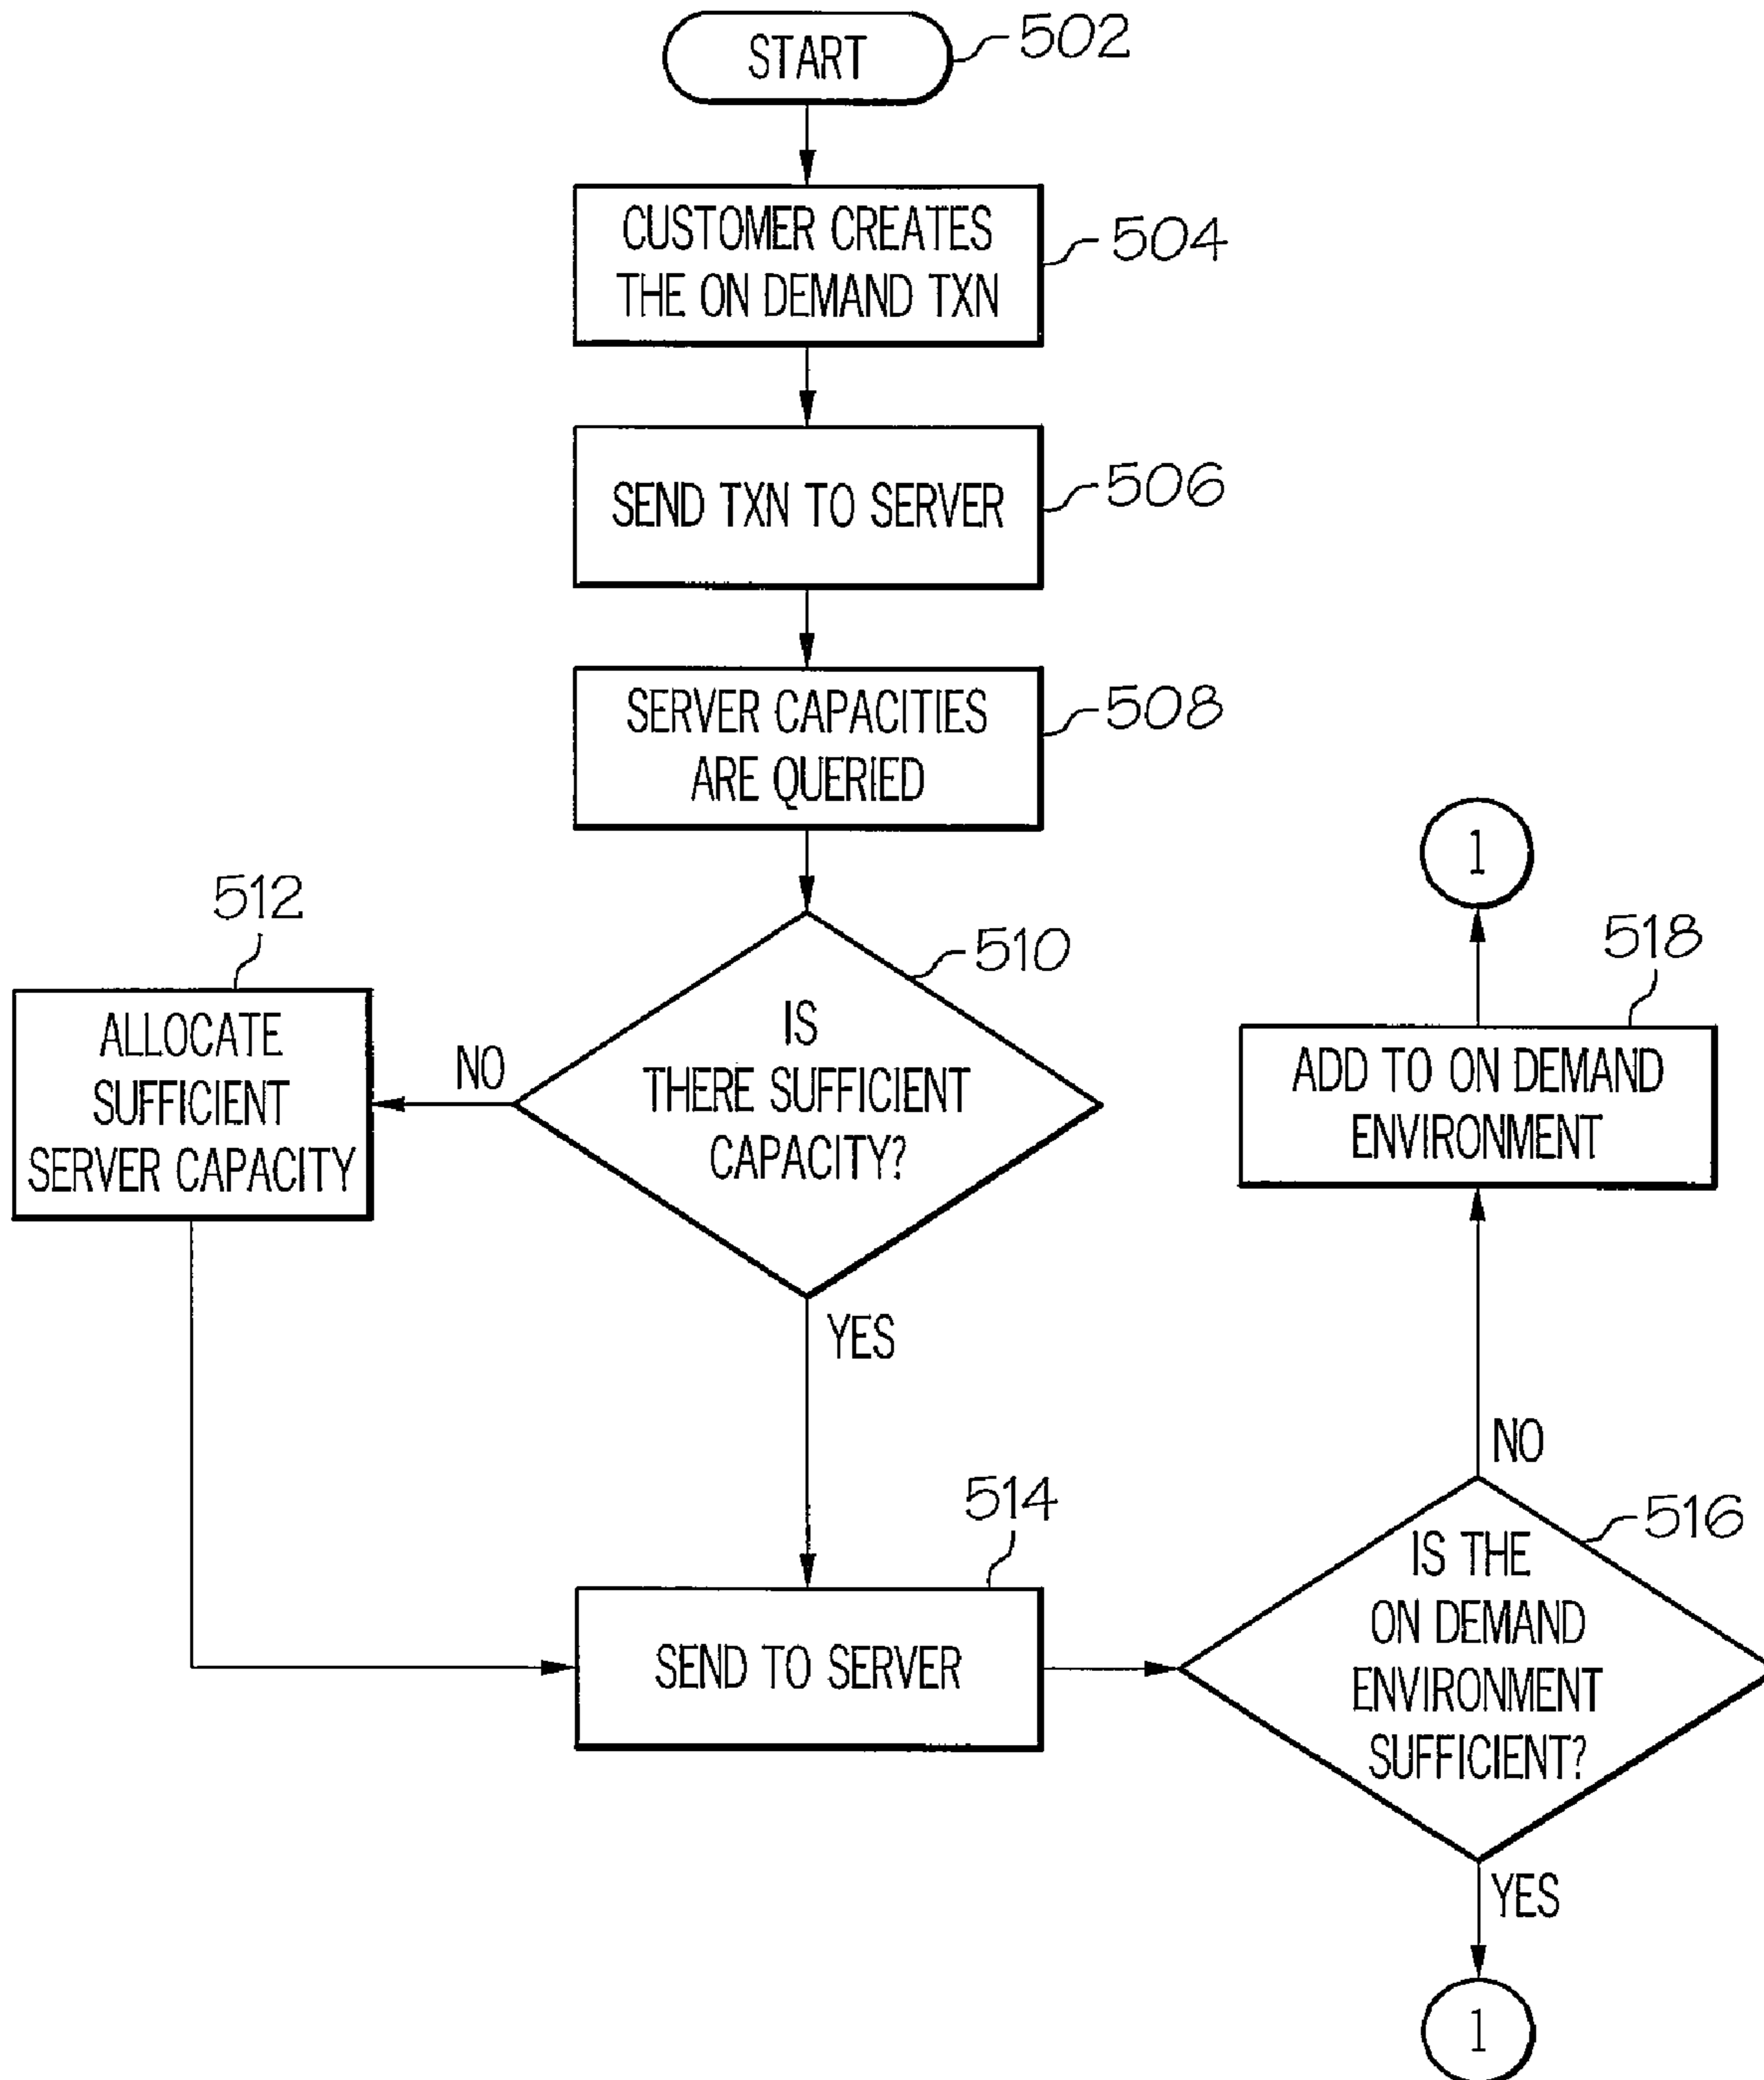 START
502
CUSTOMER CREATES
THE ON DEMAND TXN
504
SEND TXN TO SERVER
506
SERVER CAPACITIES
ARE QUERIED
508
IS
THERE SUFFICIENT
CAPACITY?
510
NO
512
ALLOCATE
SUFFICIENT
SERVER CAPACITY
YES
514
SEND TO SERVER
516
IS THE
ON DEMAND
ENVIRONMENT
SUFFICIENT?
NO
518
ADD TO ON DEMAND
ENVIRONMENT
1
YES
1